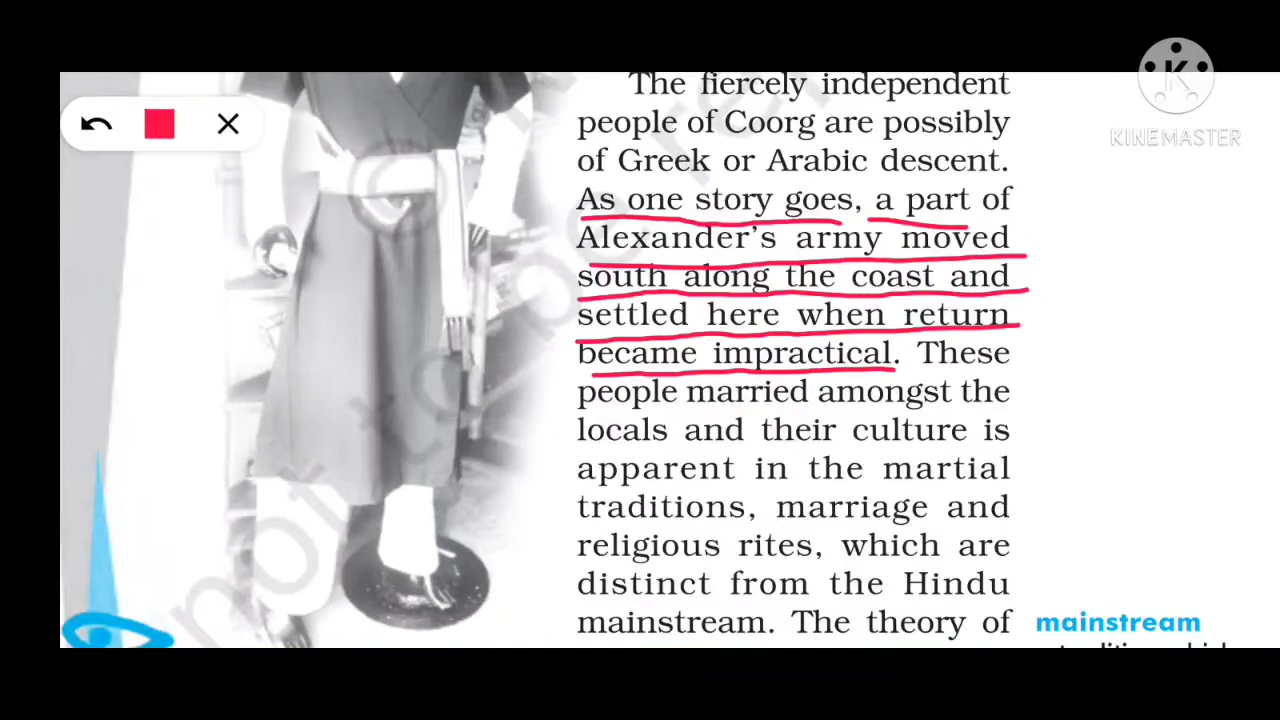 KINEMASTER
The fiercely independent
people of Coorg are possibly
of Greek or Arabic descent.
As one story goes, a part of
Alexander's army moved
south along the coast and
settled here when return
became impractical. These
people married amongst the
locals and their culture is
apparent in the martial
traditions, marriage and
religious rites, which are
distinct from the Hindu
mainstream. The theory of
mainstream